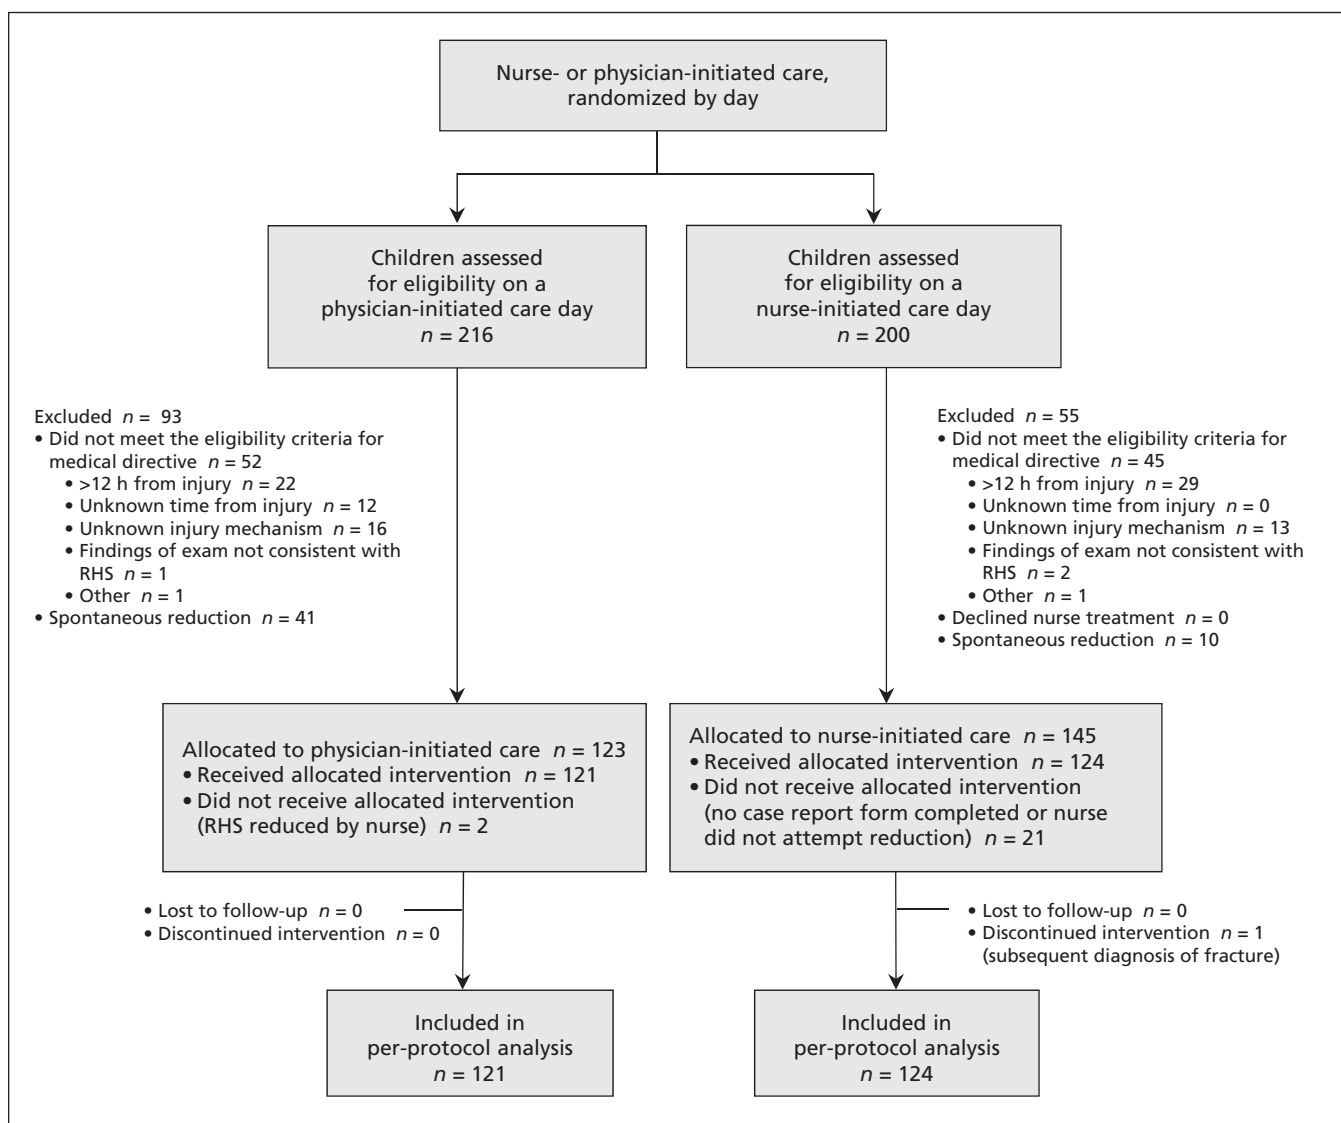 Nurse- or physician-initiated care,
randomized by day
Children assessed
for eligibility on a
physician-initiated care day
n = 216
Children assessed
for eligibility on a
nurse-initiated care day
n = 200
Excluded n = 93
• Did not meet the eligibility criteria for
medical directive n = 52
• >12 h from injury n = 22
• Unknown time from injury n = 12
• Unknown injury mechanism n = 16
• Findings of exam not consistent with
RHS n = 1
• Other n = 1
• Spontaneous reduction n = 41
Excluded n = 55
• Did not meet the eligibility criteria for
medical directive n = 45
• >12 h from injury n = 29
• Unknown time from injury n = 0
• Unknown injury mechanism n = 13
• Findings of exam not consistent with
RHS n = 2
• Other n = 1
• Declined nurse treatment n = 0
• Spontaneous reduction n = 10
Allocated to physician-initiated care n = 123
• Received allocated intervention n = 121
• Did not receive allocated intervention
(RHS reduced by nurse) n = 2
Allocated to nurse-initiated care n = 145
• Received allocated intervention n = 124
• Did not receive allocated intervention
(no case report form completed or nurse
did not attempt reduction) n = 21
• Lost to follow-up n = 0
• Discontinued intervention n = 0
• Lost to follow-up n = 0
• Discontinued intervention n = 1
(subsequent diagnosis of fracture)
Included in
per-protocol analysis
n = 121
Included in
per-protocol analysis
n = 124